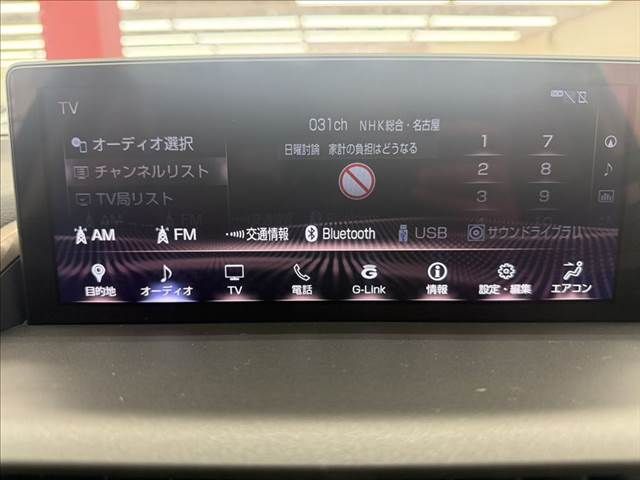 TV
031ch NHK総合・名古屋
オーディオ選択
日曜討論 家計の負担はどうなる
チャンネルリスト
TV局リスト
1 7
2 8
3 9
AM FM 交通情報 Bluetooth USB サウンドライブラリ
目的地 オーディオ TV 電話 G-Link 情報 設定・編集 エアコン